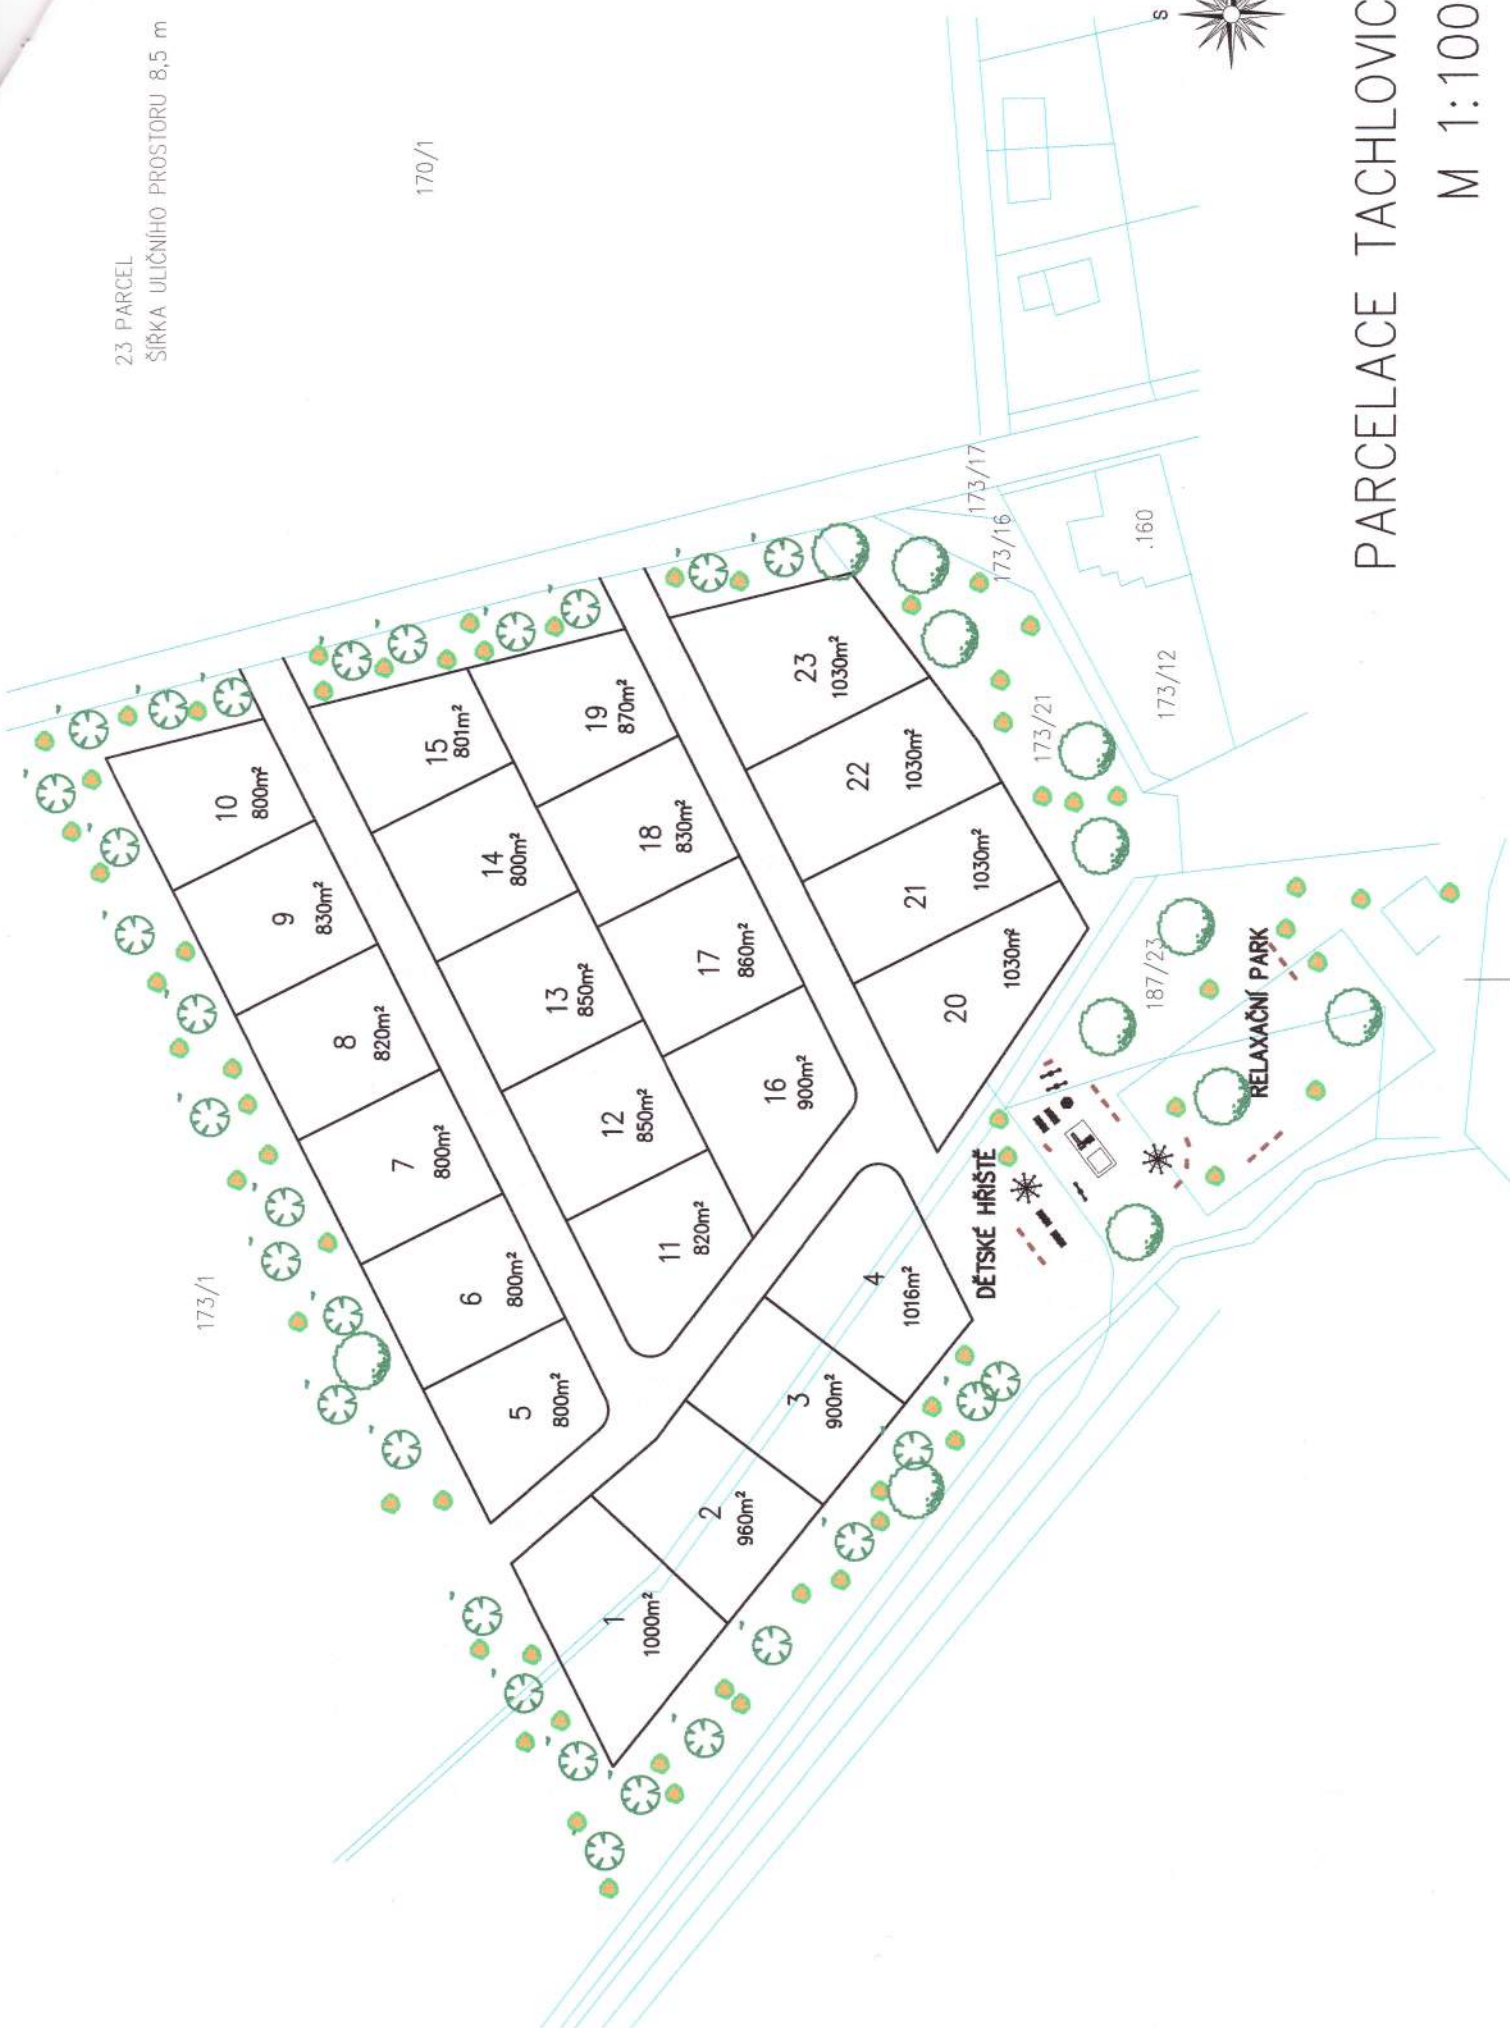 23 PARCEL
ŠÍŘKA ULIČNÍHO PROSTORU 8,5 m
170/1
173/1
10
800m²
9
830m²
8
820m²
7
800m²
6
800m²
5
800m²
15
801m²
14
800m²
13
850m²
12
850m²
11
820m²
19
870m²
18
830m²
17
860m²
16
900m²
23
1030m²
22
1030m²
21
1030m²
20
1030m²
1
1000m²
2
960m²
3
900m²
4
1016m²
173/17
173/16
.160
173/12
173/21
187/23
DĚTSKÉ HŘIŠTĚ
RELAXAČNÍ PARK
S
PARCELACE TACHLOVIC
M 1:100